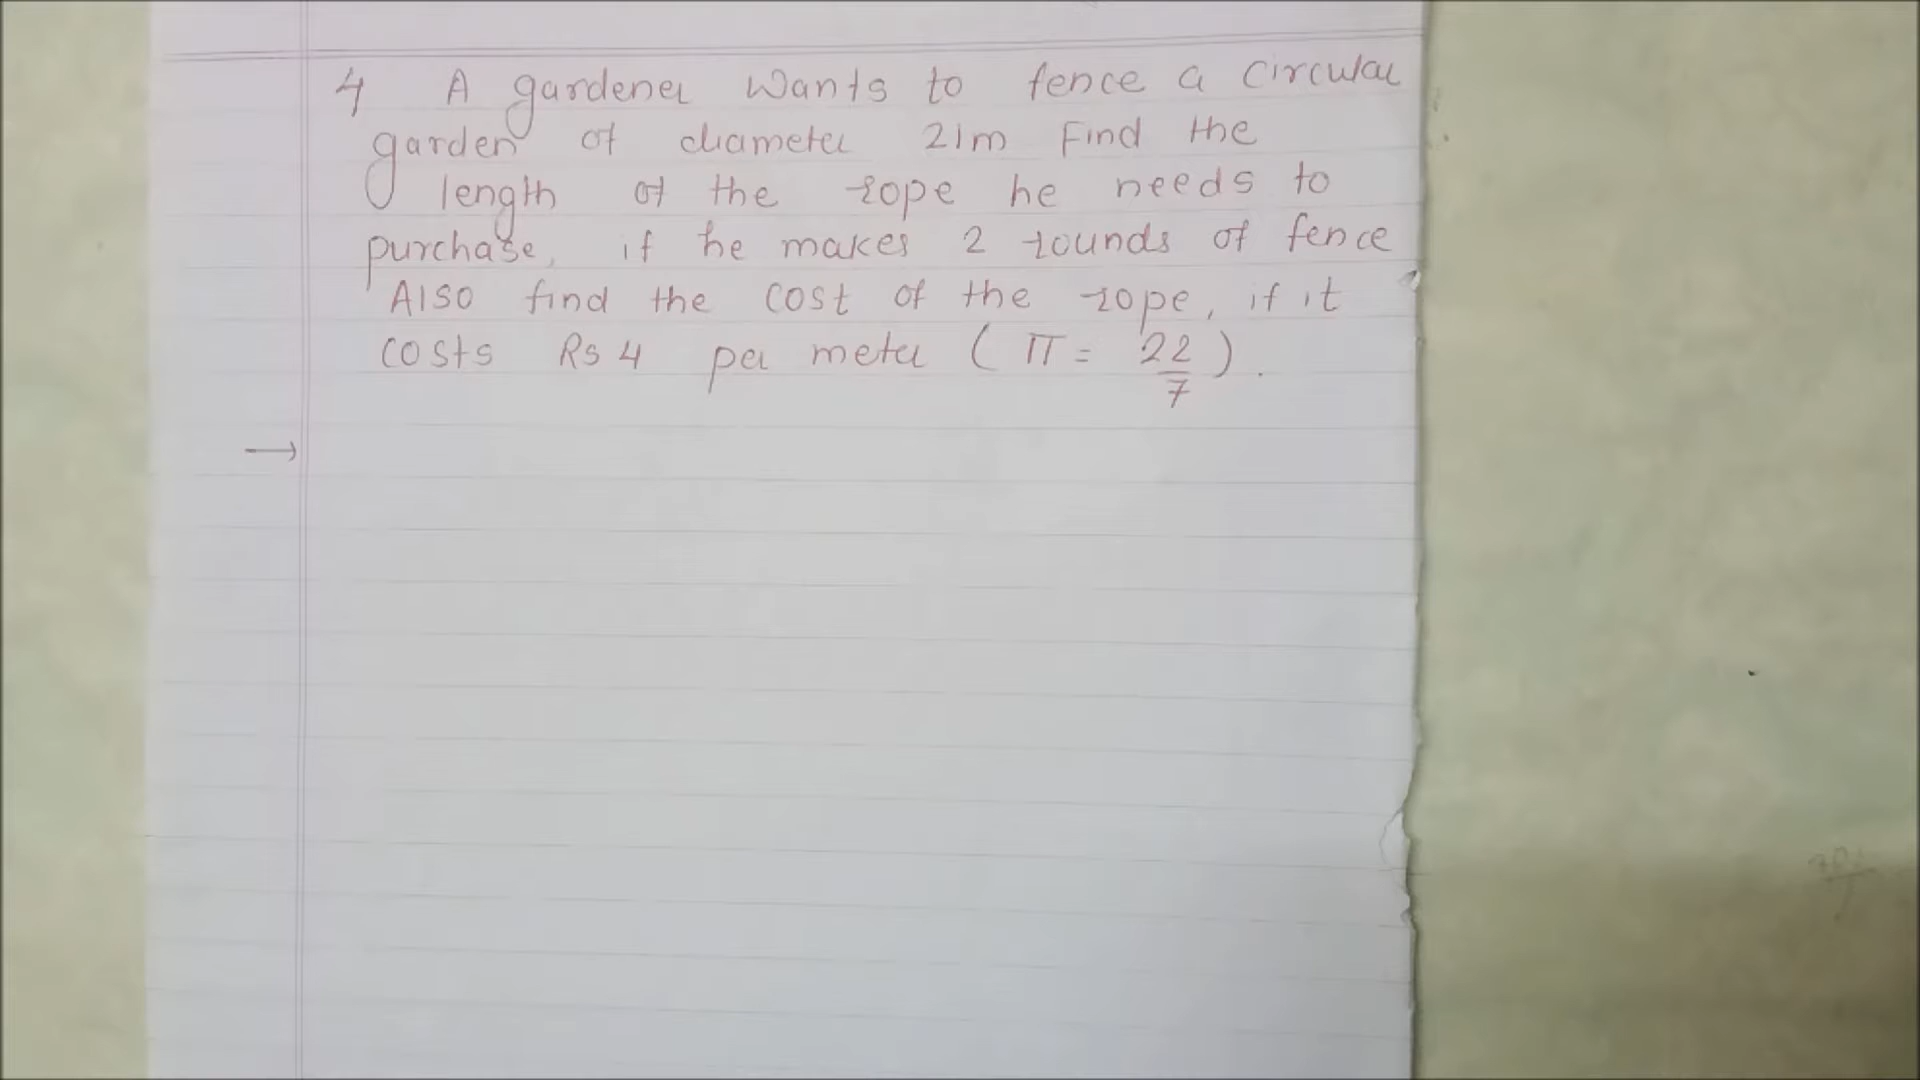 4 A gardener wants to fence a circular
garden of diameter 21m Find the
length of the rope he needs to
purchase, if he makes 2 rounds of fence
Also find the cost of the rope, if it
costs Rs 4 per meter ( π = 22/7 ).
→